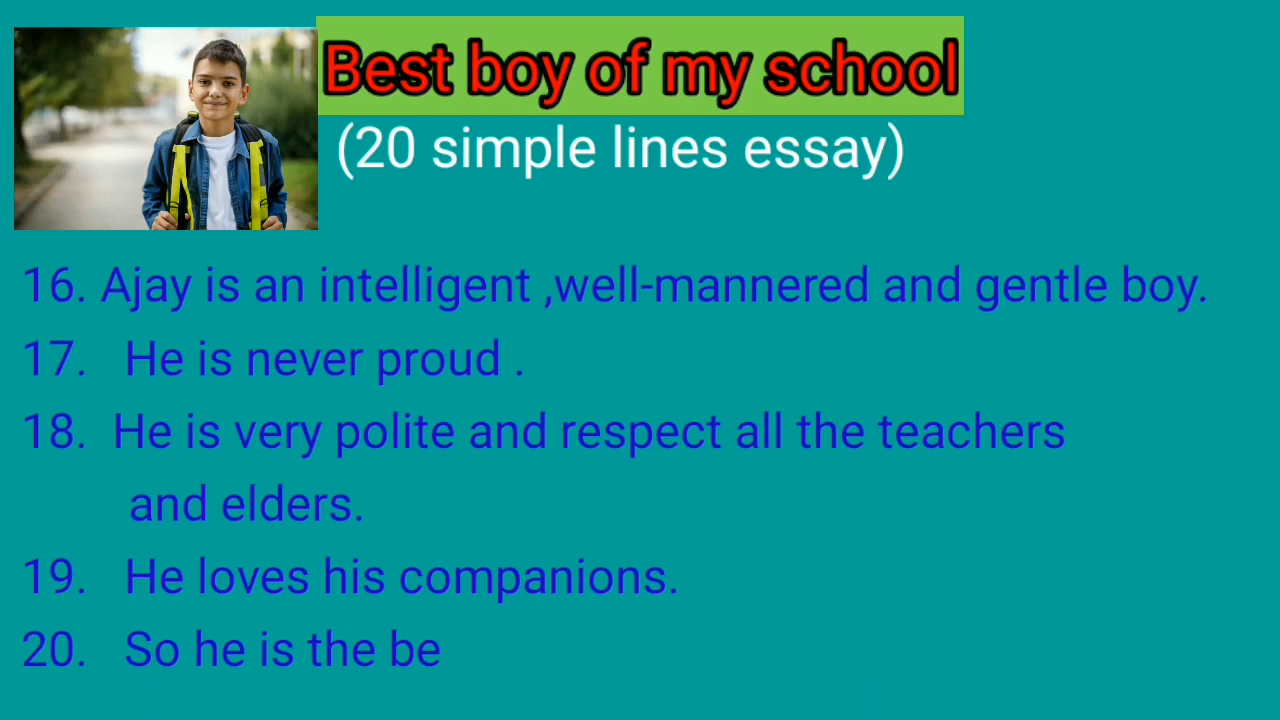 Best boy of my school
(20 simple lines essay)
16. Ajay is an intelligent ,well-mannered and gentle boy.
17. He is never proud .
18. He is very polite and respect all the teachers
and elders.
19. He loves his companions.
20. So he is the be